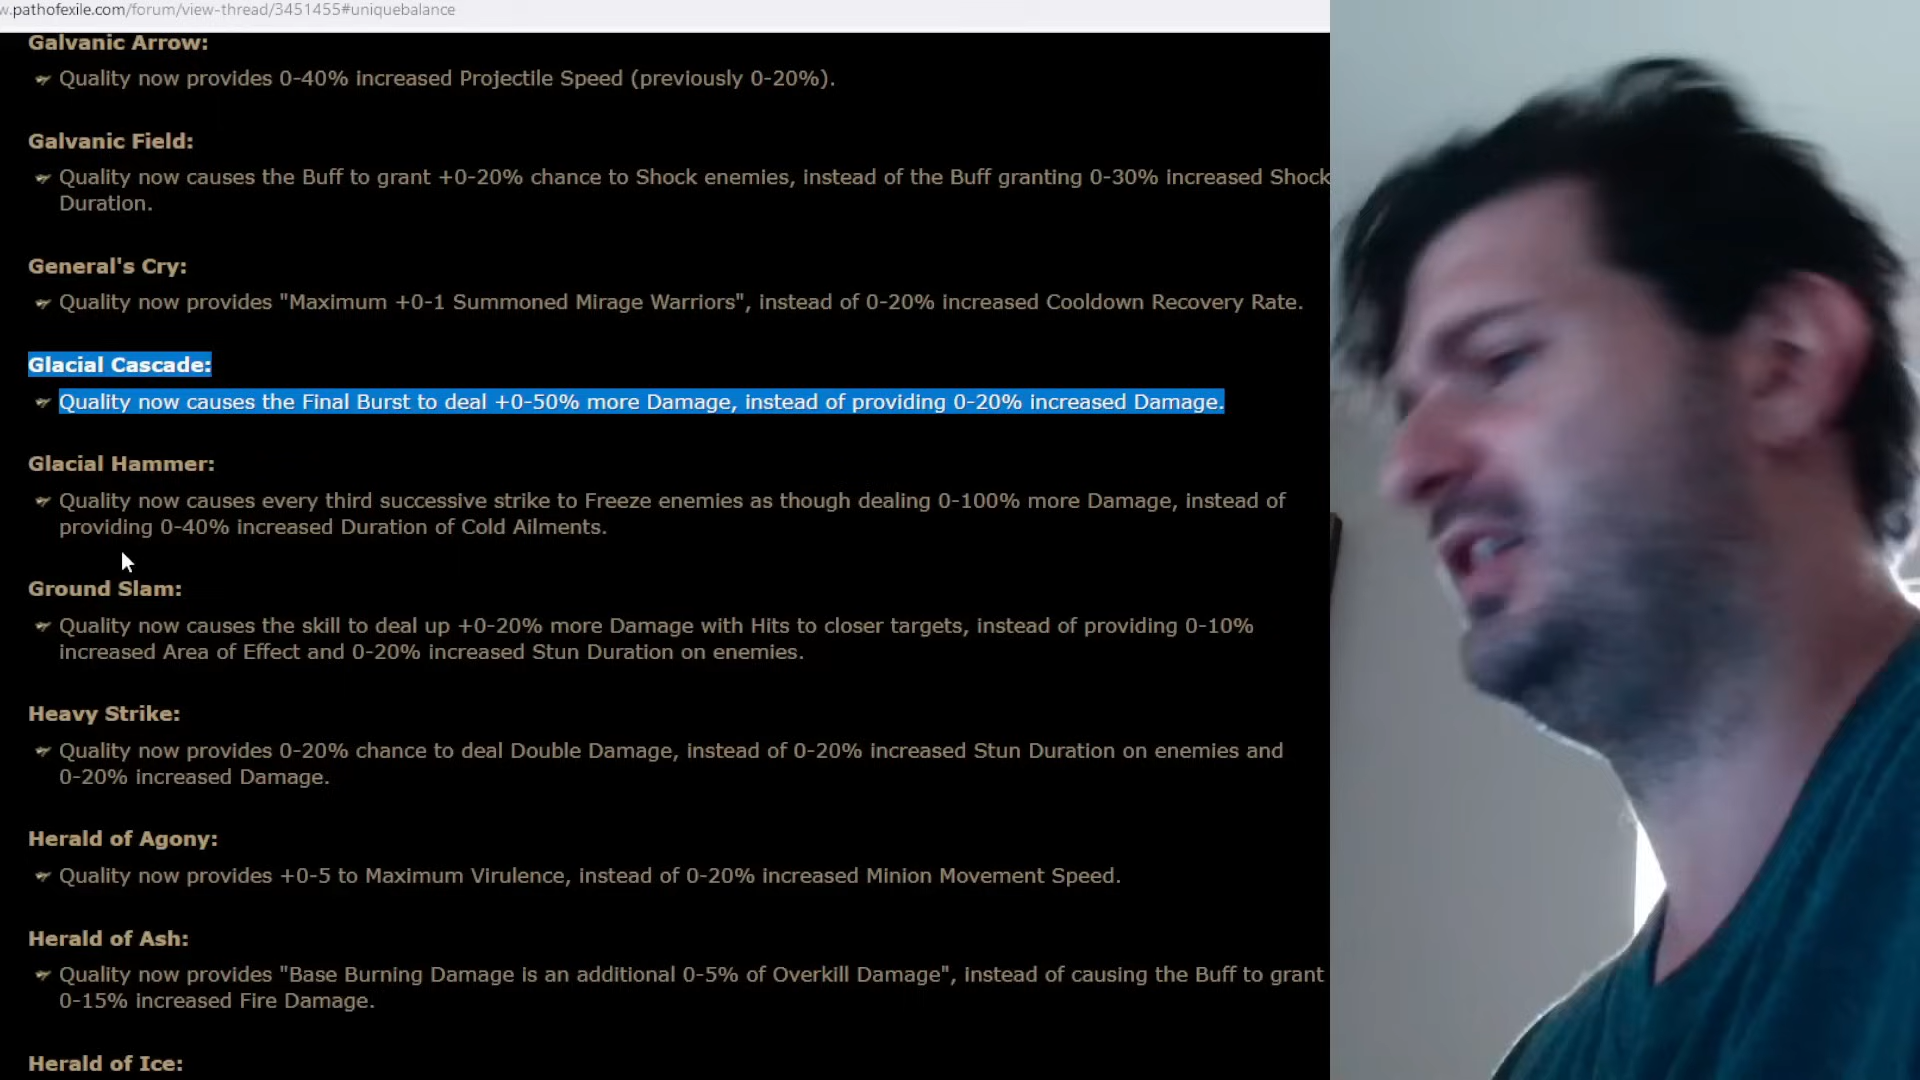 .pathofexile.com/forum/view-thread/3451455#uniquebalance
Galvanic Arrow:
Quality now provides 0-40% increased Projectile Speed (previously 0-20%).
Galvanic Field:
Quality now causes the Buff to grant +0-20% chance to Shock enemies, instead of the Buff granting 0-30% increased Shock
Duration.
General's Cry:
Quality now provides "Maximum +0-1 Summoned Mirage Warriors", instead of 0-20% increased Cooldown Recovery Rate.
Glacial Cascade:
Quality now causes the Final Burst to deal +0-50% more Damage, instead of providing 0-20% increased Damage.
Glacial Hammer:
Quality now causes every third successive strike to Freeze enemies as though dealing 0-100% more Damage, instead of
providing 0-40% increased Duration of Cold Ailments.
Ground Slam:
Quality now causes the skill to deal up +0-20% more Damage with Hits to closer targets, instead of providing 0-10%
increased Area of Effect and 0-20% increased Stun Duration on enemies.
Heavy Strike:
Quality now provides 0-20% chance to deal Double Damage, instead of 0-20% increased Stun Duration on enemies and
0-20% increased Damage.
Herald of Agony:
Quality now provides +0-5 to Maximum Virulence, instead of 0-20% increased Minion Movement Speed.
Herald of Ash:
Quality now provides "Base Burning Damage is an additional 0-5% of Overkill Damage", instead of causing the Buff to grant
0-15% increased Fire Damage.
Herald of Ice: